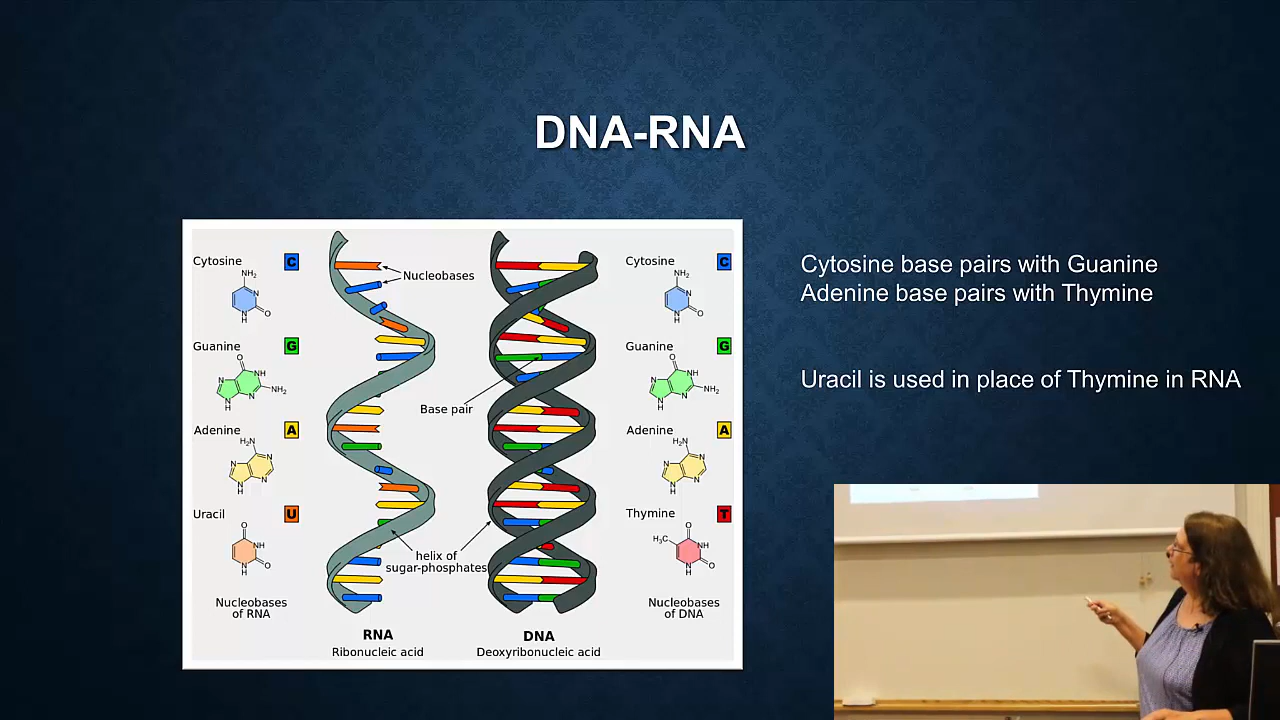 DNA-RNA
Cytosine
C
NH₂
N
O
N
H
Guanine
G
O
N
NH
N
H
N
NH₂
Adenine
A
H₂N
N
N
N
H
N
Uracil
U
O
NH
N
H
O
Nucleobases
of RNA
Nucleobases
Base pair
helix of
sugar-phosphates
RNA
Ribonucleic acid
DNA
Deoxyribonucleic acid
Cytosine
C
NH₂
N
O
N
H
Guanine
G
O
N
NH
N
H
N
NH₂
Adenine
A
H₂N
N
N
N
H
N
Thymine
T
O
H₃C
NH
N
H
O
Nucleobases
of DNA
Cytosine base pairs with Guanine
Adenine base pairs with Thymine
Uracil is used in place of Thymine in RNA